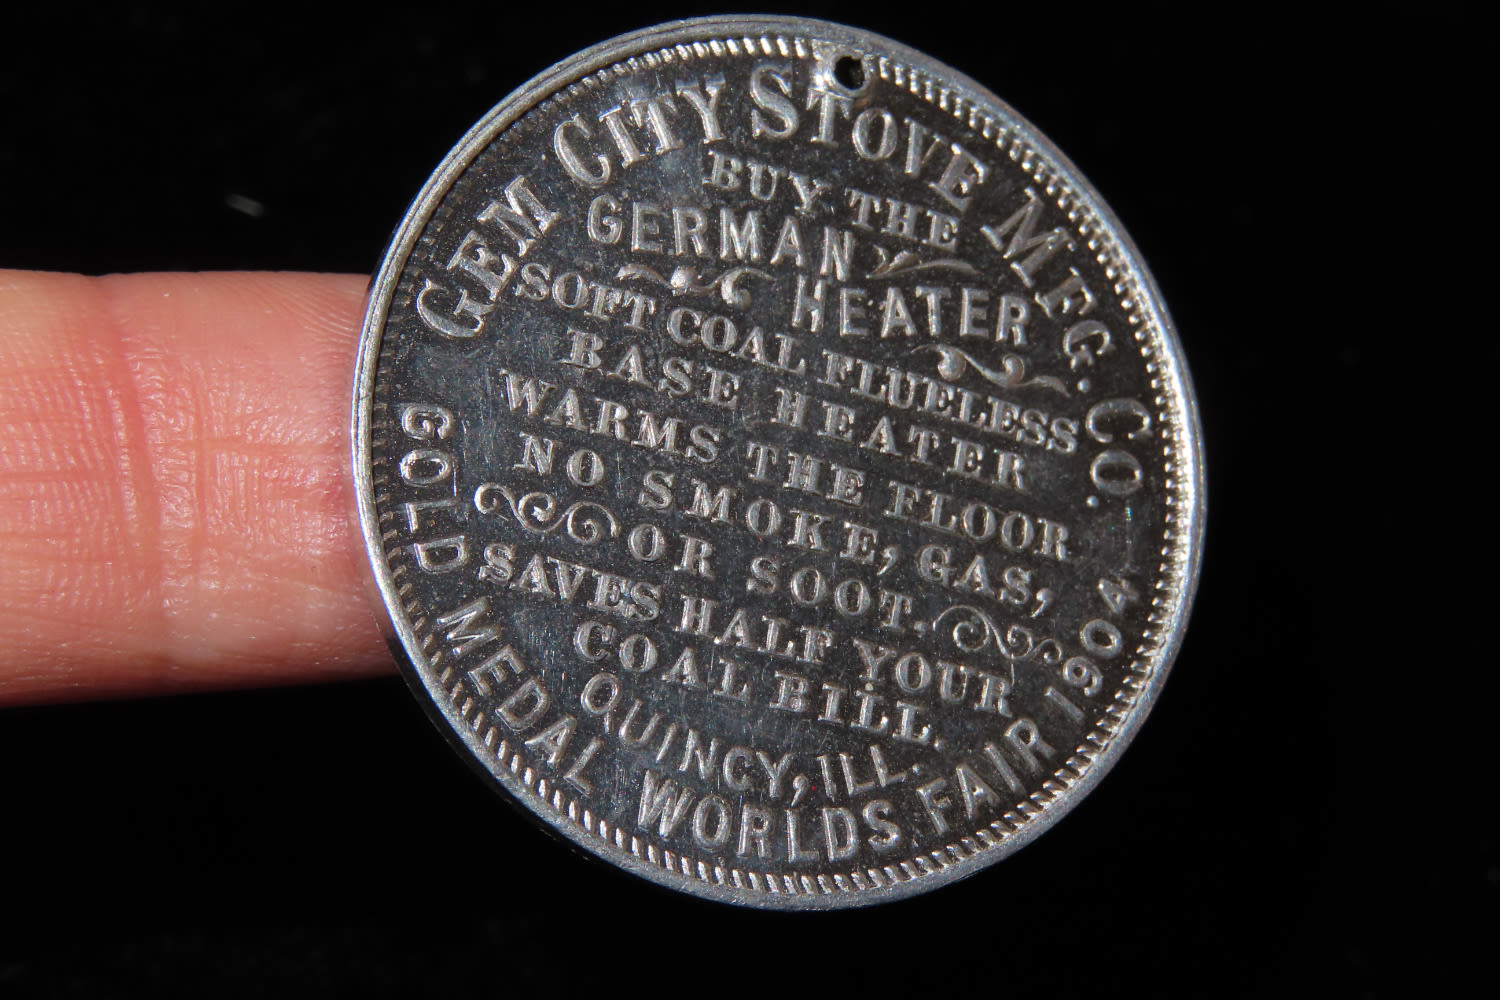 GEM CITY STOVE MFG. CO.
BUY THE
GERMAN
HEATER
SOFT COAL FLUELESS
BASE HEATER
WARMS THE FLOOR
NO SMOKE, GAS,
OR SOOT.
SAVES HALF YOUR
COAL BILL.
QUINCY, ILL.
GOLD MEDAL WORLDS FAIR 1904